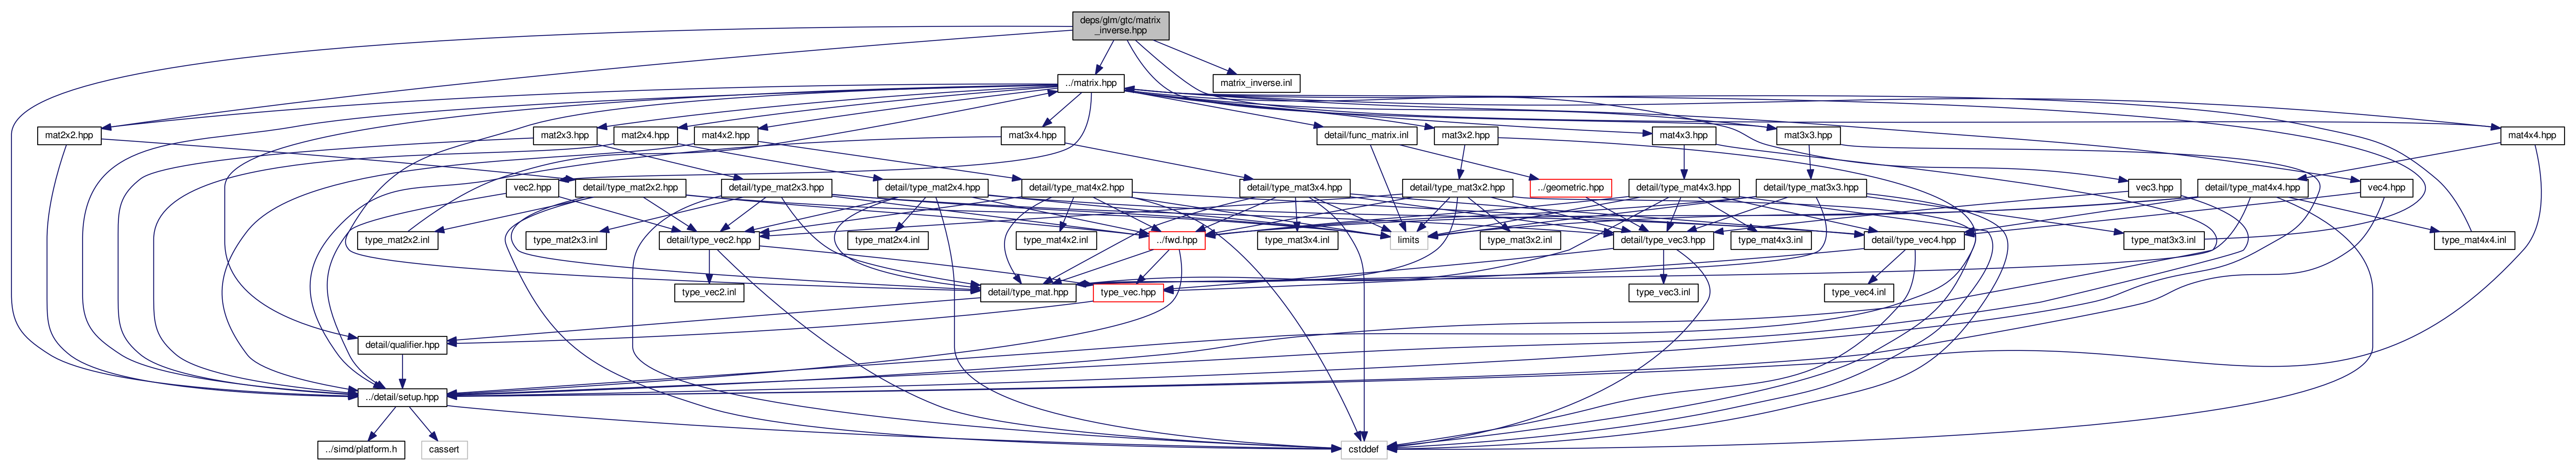 deps/glm/gtc/matrix
_inverse.hpp
../matrix.hpp
matrix_inverse.inl
mat2x2.hpp
mat2x3.hpp
mat2x4.hpp
mat4x2.hpp
mat3x4.hpp
detail/func_matrix.inl
mat3x2.hpp
mat4x3.hpp
mat3x3.hpp
mat4x4.hpp
vec2.hpp
detail/type_mat2x2.hpp
detail/type_mat2x3.hpp
detail/type_mat2x4.hpp
detail/type_mat4x2.hpp
detail/type_mat3x4.hpp
detail/type_mat3x2.hpp
../geometric.hpp
detail/type_mat4x3.hpp
detail/type_mat3x3.hpp
vec3.hpp
detail/type_mat4x4.hpp
vec4.hpp
type_mat2x2.inl
type_mat2x3.inl
detail/type_vec2.hpp
type_mat2x4.inl
type_mat4x2.inl
../fwd.hpp
type_mat3x4.inl
limits
type_mat3x2.inl
detail/type_vec3.hpp
type_mat4x3.inl
detail/type_vec4.hpp
type_mat3x3.inl
type_mat4x4.inl
type_vec2.inl
detail/type_mat.hpp
type_vec.hpp
type_vec3.inl
type_vec4.inl
detail/qualifier.hpp
../detail/setup.hpp
../simd/platform.h
cassert
cstddef